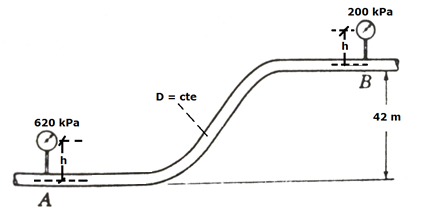 200 kPa
h
B
D = cte
42 m
620 kPa
h
A